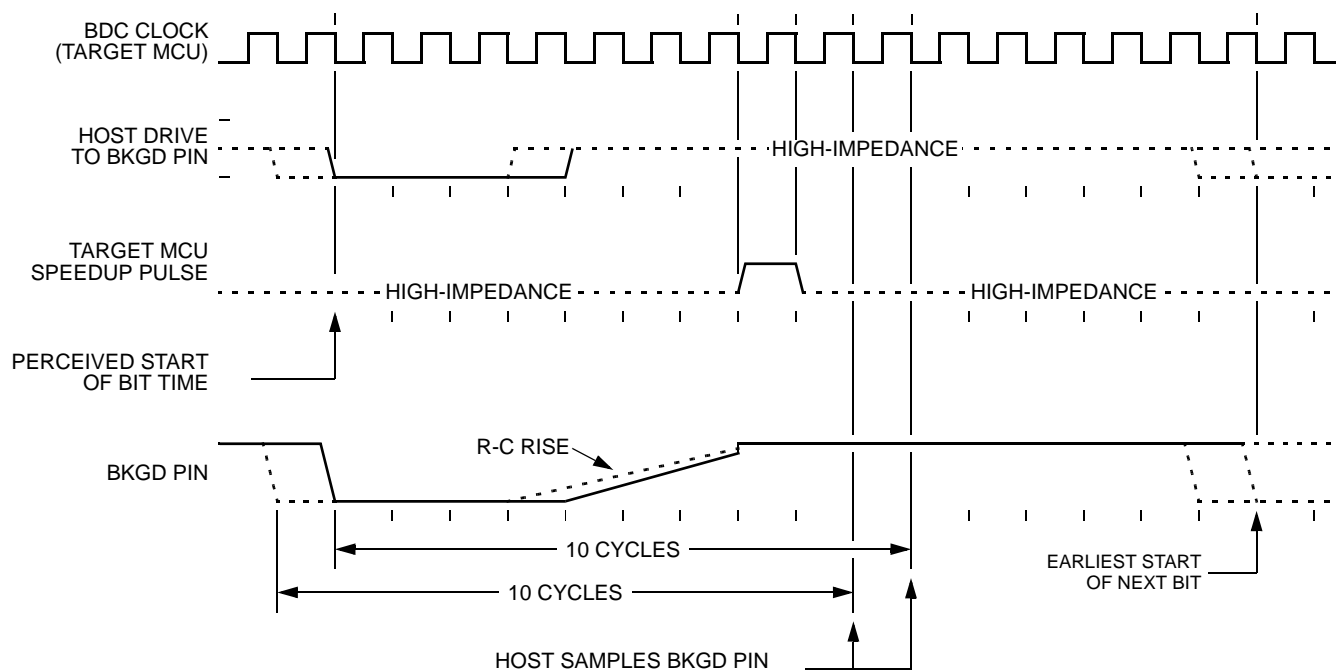 BDC CLOCK
(TARGET MCU)
HOST DRIVE
TO BKGD PIN
HIGH-IMPEDANCE
TARGET MCU
SPEEDUP PULSE
HIGH-IMPEDANCE
HIGH-IMPEDANCE
PERCEIVED START
OF BIT TIME
R-C RISE
BKGD PIN
10 CYCLES
EARLIEST START
OF NEXT BIT
10 CYCLES
HOST SAMPLES BKGD PIN